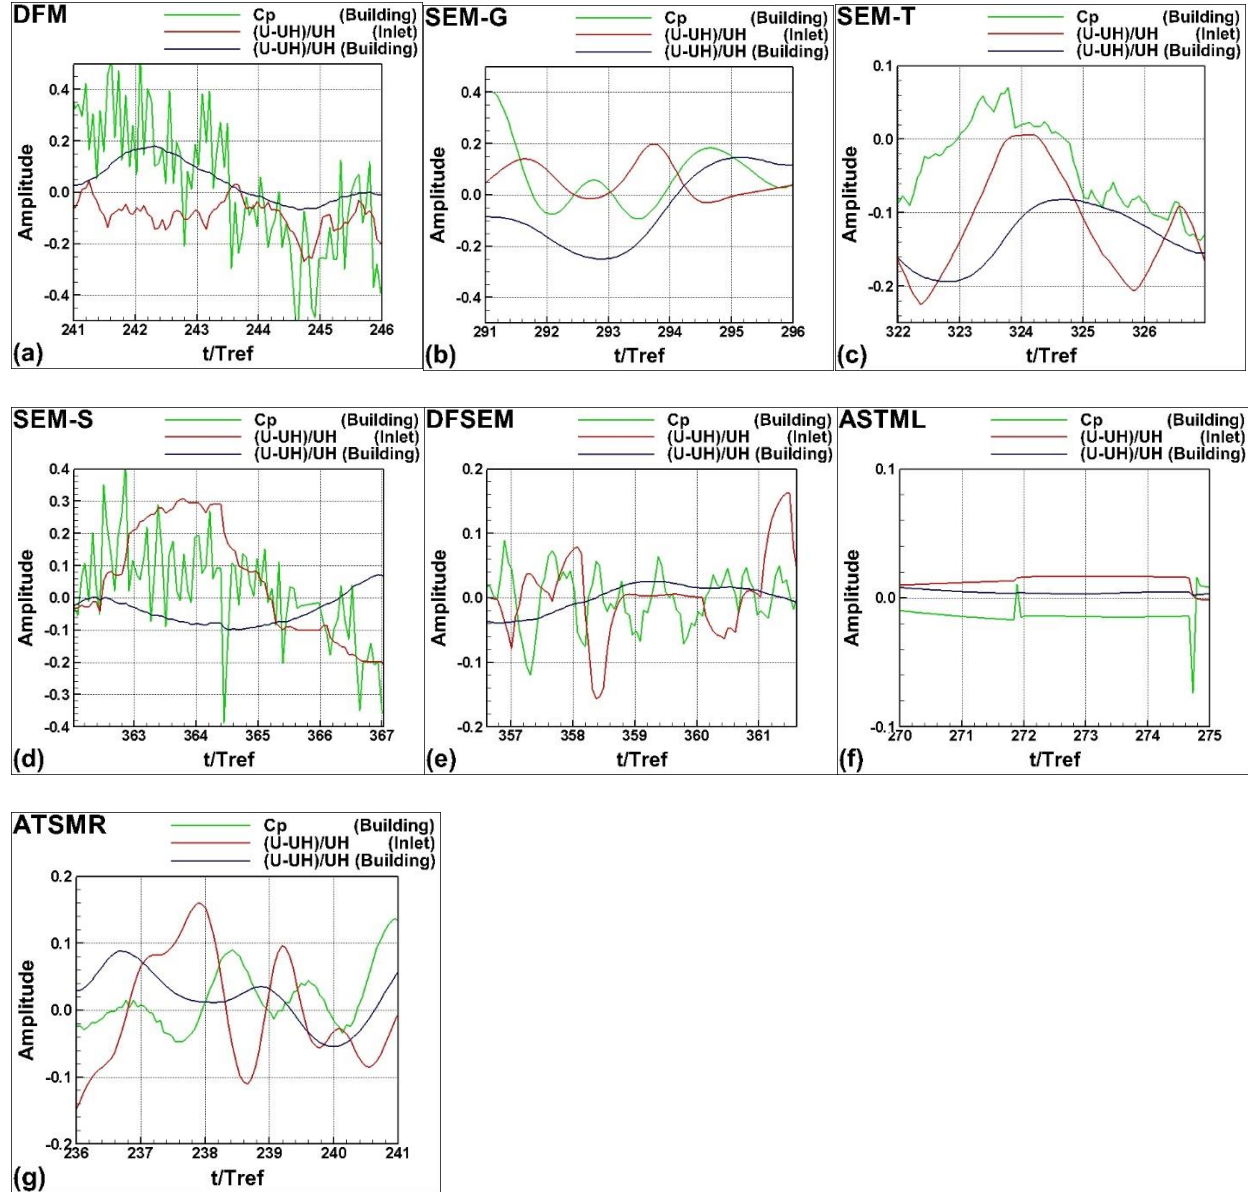 DFM
Cp (Building)
(U-UH)/UH (Inlet)
(U-UH)/UH (Building)
0.4
0.2
0.0
-0.2
-0.4
Amplitude
241 242 243 244 245 246
t/Tref
(a)
SEM-G
Cp (Building)
(U-UH)/UH (Inlet)
(U-UH)/UH (Building)
0.4
0.2
0.0
-0.2
-0.4
Amplitude
291 292 293 294 295 296
t/Tref
(b)
SEM-T
Cp (Building)
(U-UH)/UH (Inlet)
(U-UH)/UH (Building)
0.1
0.0
-0.1
-0.2
Amplitude
322 323 324 325 326
t/Tref
(c)
SEM-S
Cp (Building)
(U-UH)/UH (Inlet)
(U-UH)/UH (Building)
0.4
0.3
0.2
0.1
0.0
-0.1
-0.2
-0.3
-0.4
Amplitude
363 364 365 366 367
t/Tref
(d)
DFSEM
Cp (Building)
(U-UH)/UH (Inlet)
(U-UH)/UH (Building)
0.2
0.1
0.0
-0.1
-0.2
Amplitude
357 358 359 360 361
t/Tref
(e)
ASTML
Cp (Building)
(U-UH)/UH (Inlet)
(U-UH)/UH (Building)
0.1
0.0
-0.1
Amplitude
270 271 272 273 274 275
t/Tref
(f)
ATSMR
Cp (Building)
(U-UH)/UH (Inlet)
(U-UH)/UH (Building)
0.2
0.1
0.0
-0.1
-0.2
Amplitude
236 237 238 239 240 241
t/Tref
(g)